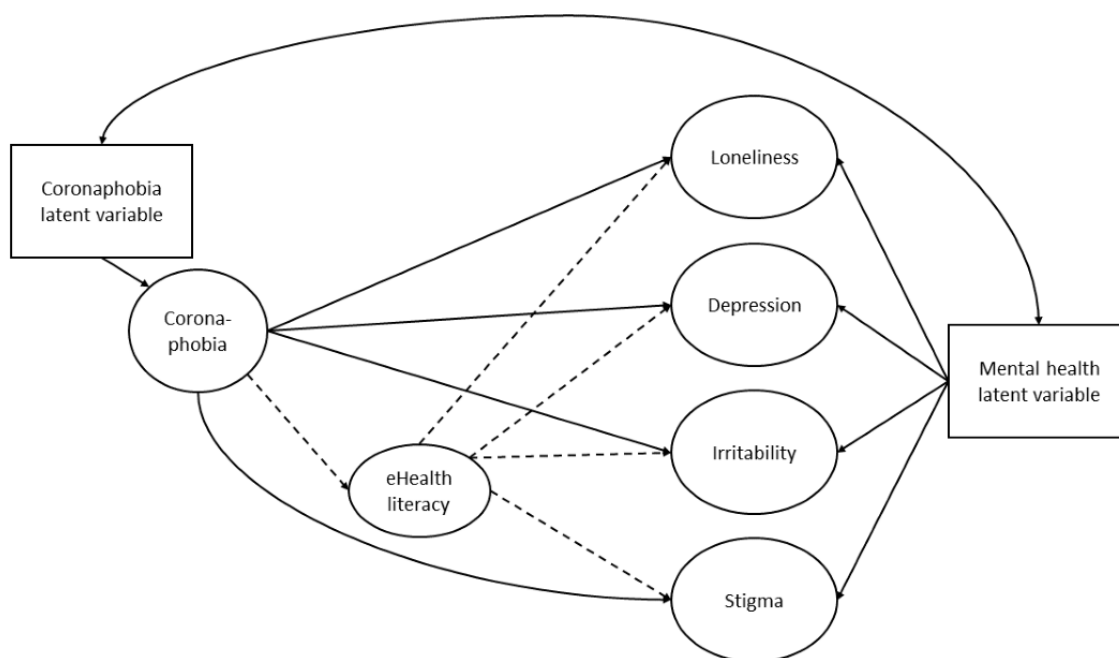 Coronaphobia
latent variable
Corona-
phobia
eHealth
literacy
Loneliness
Depression
Irritability
Stigma
Mental health
latent variable